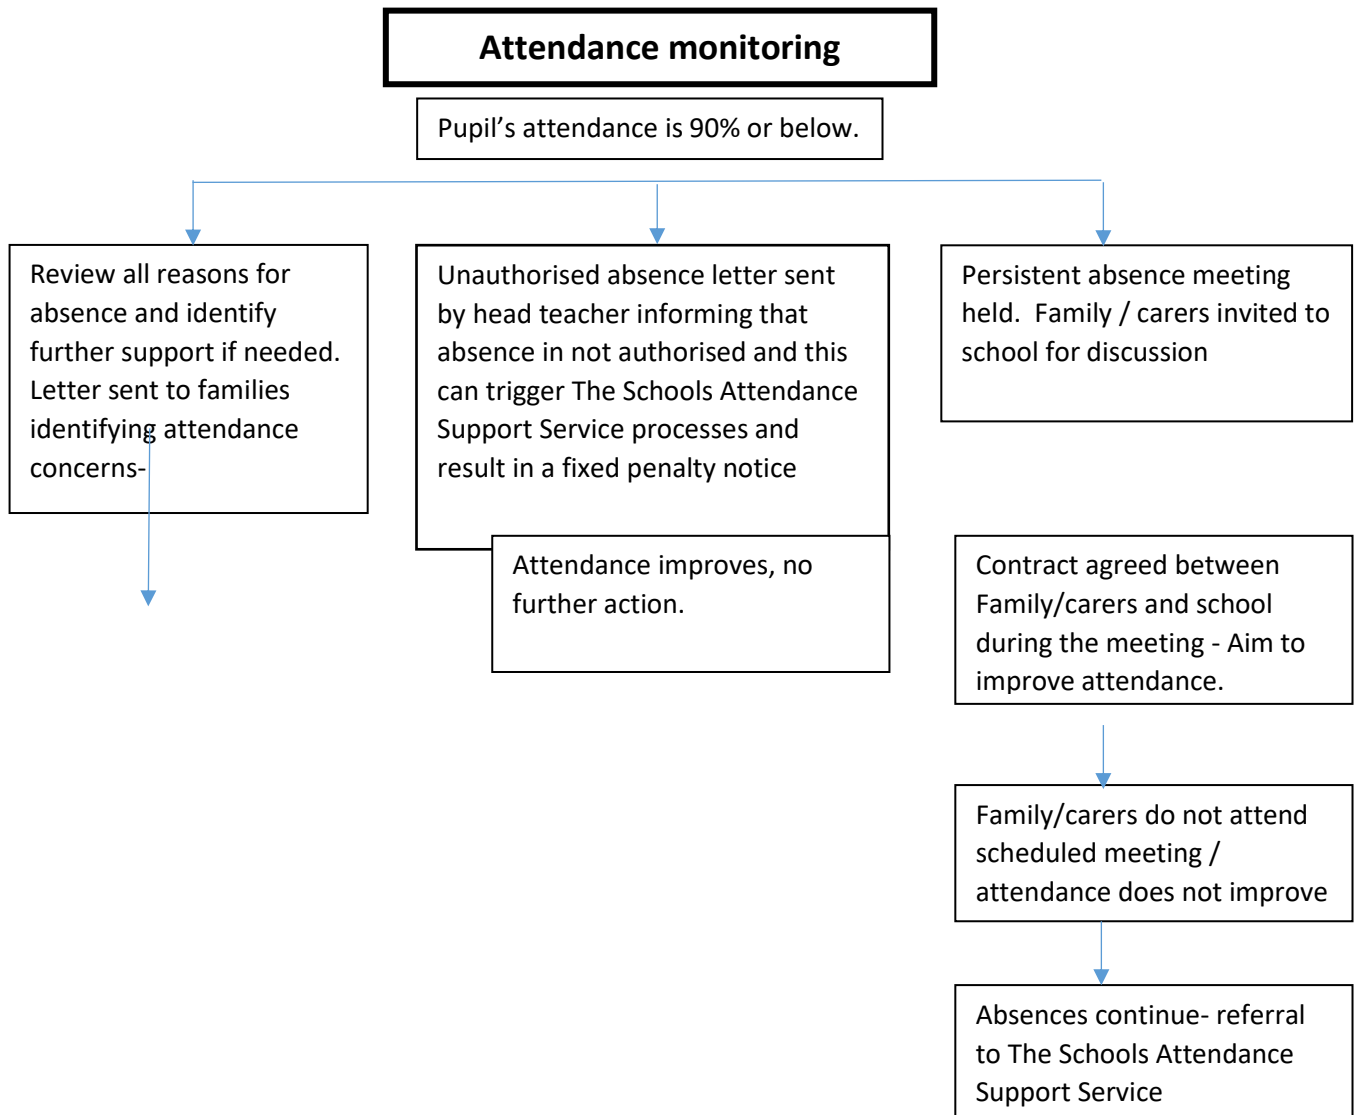 Attendance monitoring
Pupil’s attendance is 90% or below.
Review all reasons for
absence and identify
further support if needed.
Letter sent to families
identifying attendance
concerns-
Unauthorised absence letter sent
by head teacher informing that
absence in not authorised and this
can trigger The Schools Attendance
Support Service processes and
result in a fixed penalty notice
Persistent absence meeting
held.  Family / carers invited to
school for discussion
Attendance improves, no
further action.
Contract agreed between
Family/carers and school
during the meeting - Aim to
improve attendance.
Family/carers do not attend
scheduled meeting /
attendance does not improve
Absences continue- referral
to The Schools Attendance
Support Service